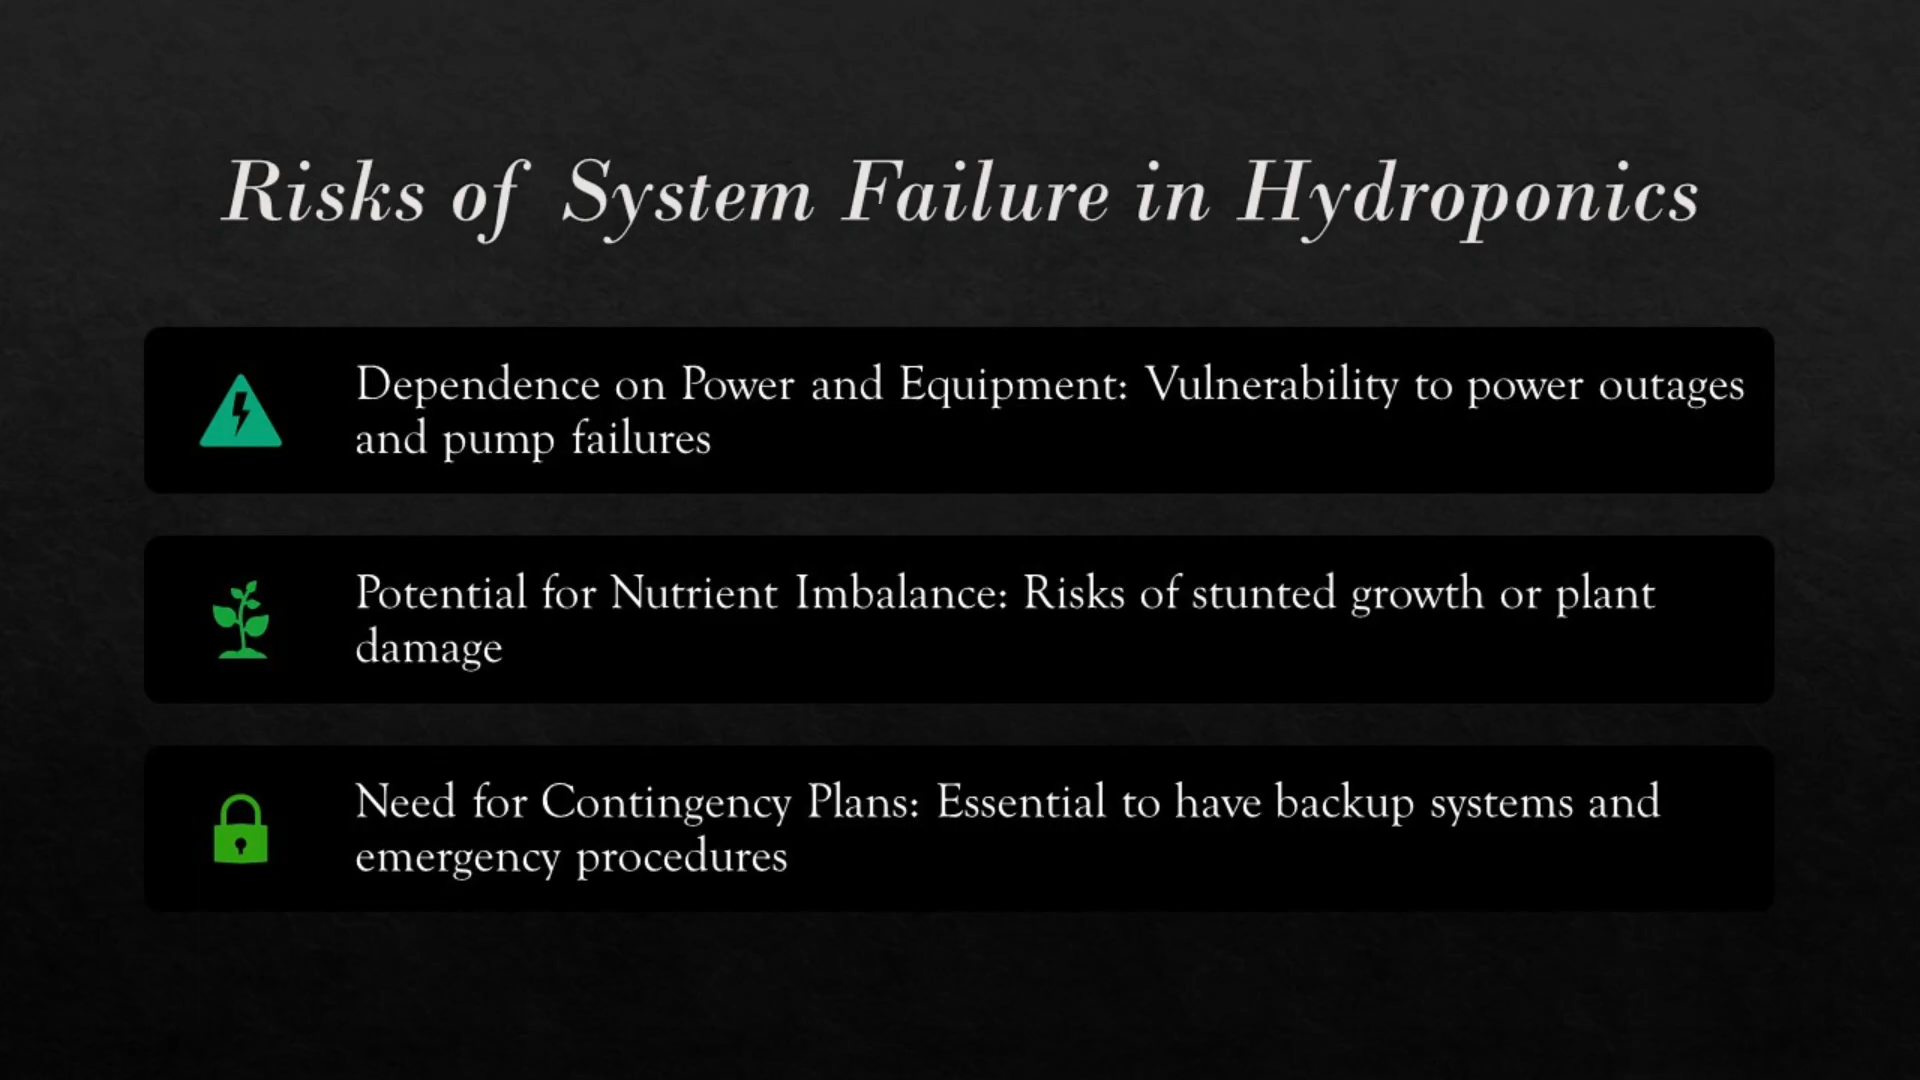 Risks of System Failure in Hydroponics
Dependence on Power and Equipment: Vulnerability to power outages
and pump failures
Potential for Nutrient Imbalance: Risks of stunted growth or plant
damage
Need for Contingency Plans: Essential to have backup systems and
emergency procedures